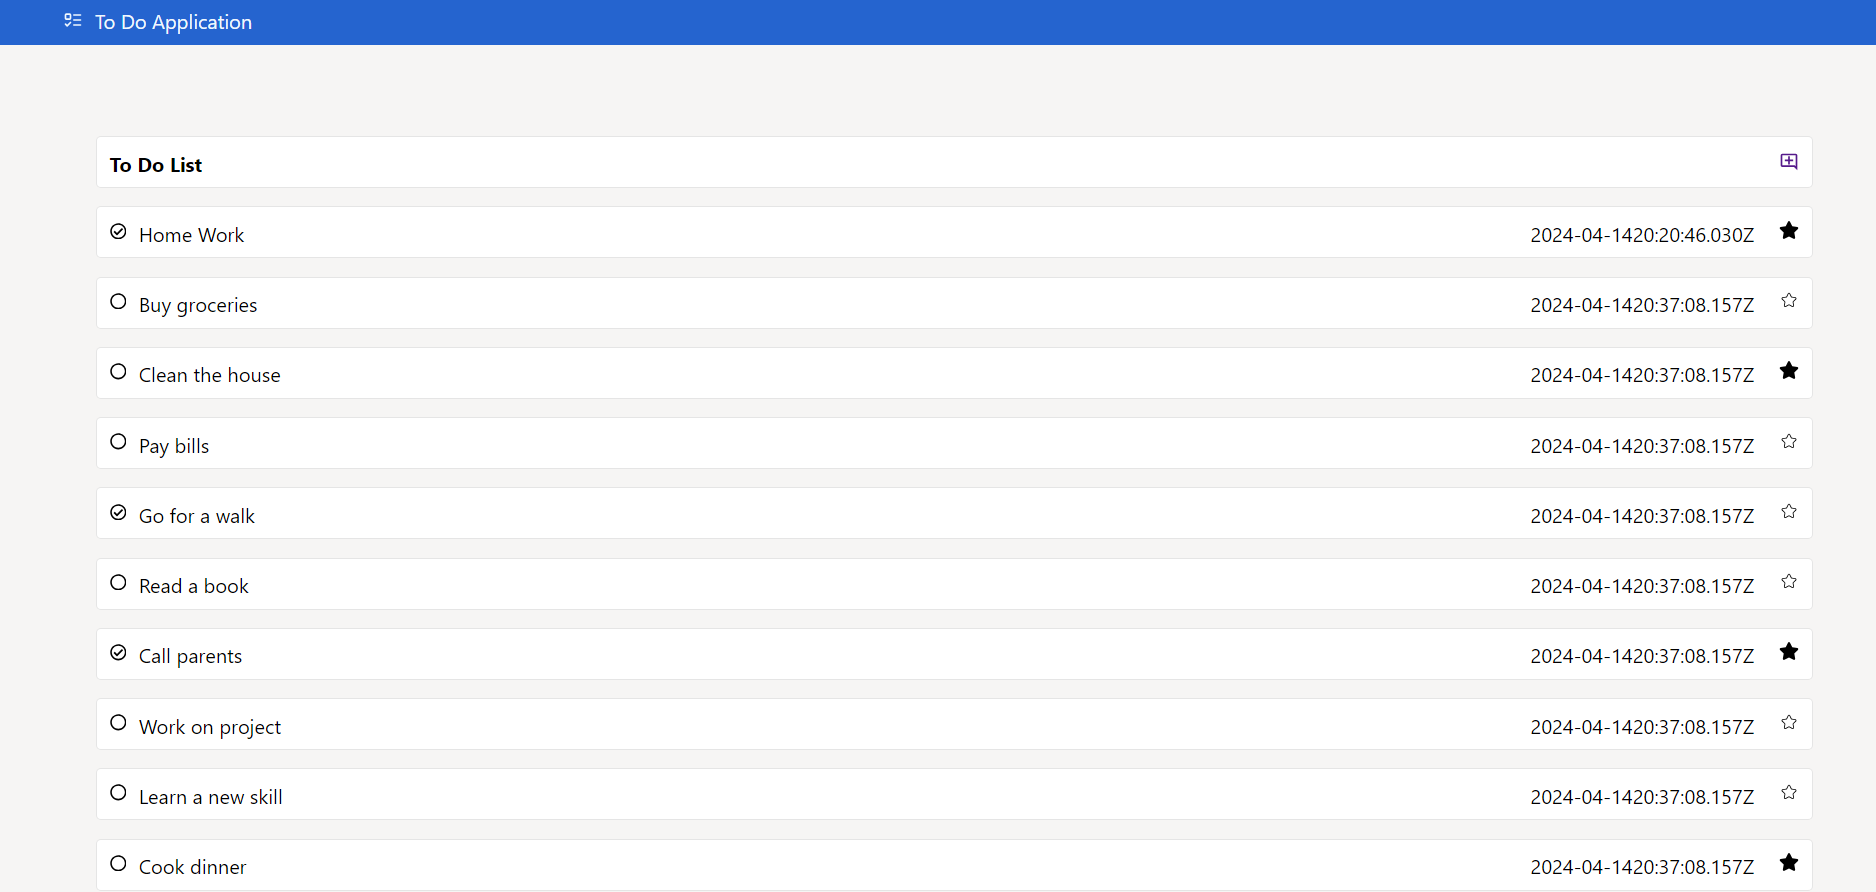 To Do Application
To Do List
Home Work 2024-04-1420:20:46.030Z
Buy groceries 2024-04-1420:37:08.157Z
Clean the house 2024-04-1420:37:08.157Z
Pay bills 2024-04-1420:37:08.157Z
Go for a walk 2024-04-1420:37:08.157Z
Read a book 2024-04-1420:37:08.157Z
Call parents 2024-04-1420:37:08.157Z
Work on project 2024-04-1420:37:08.157Z
Learn a new skill 2024-04-1420:37:08.157Z
Cook dinner 2024-04-1420:37:08.157Z